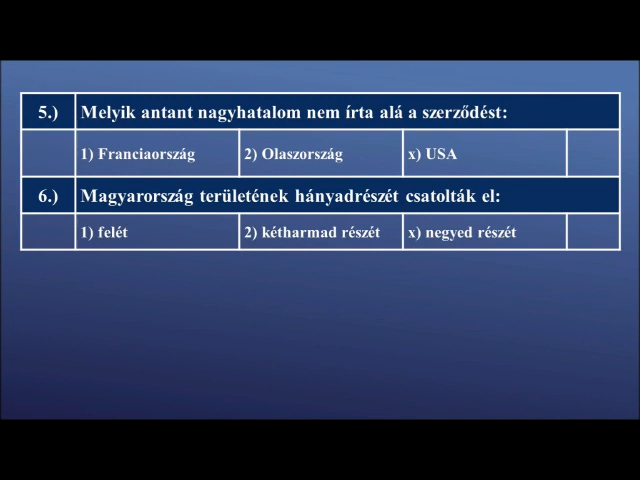 5.) Melyik antant nagyhatalom nem írta alá a szerződést:
1) Franciaország 2) Olaszország x) USA
6.) Magyarország területének hányadrészét csatolták el:
1) felét 2) kétharmad részét x) negyed részét